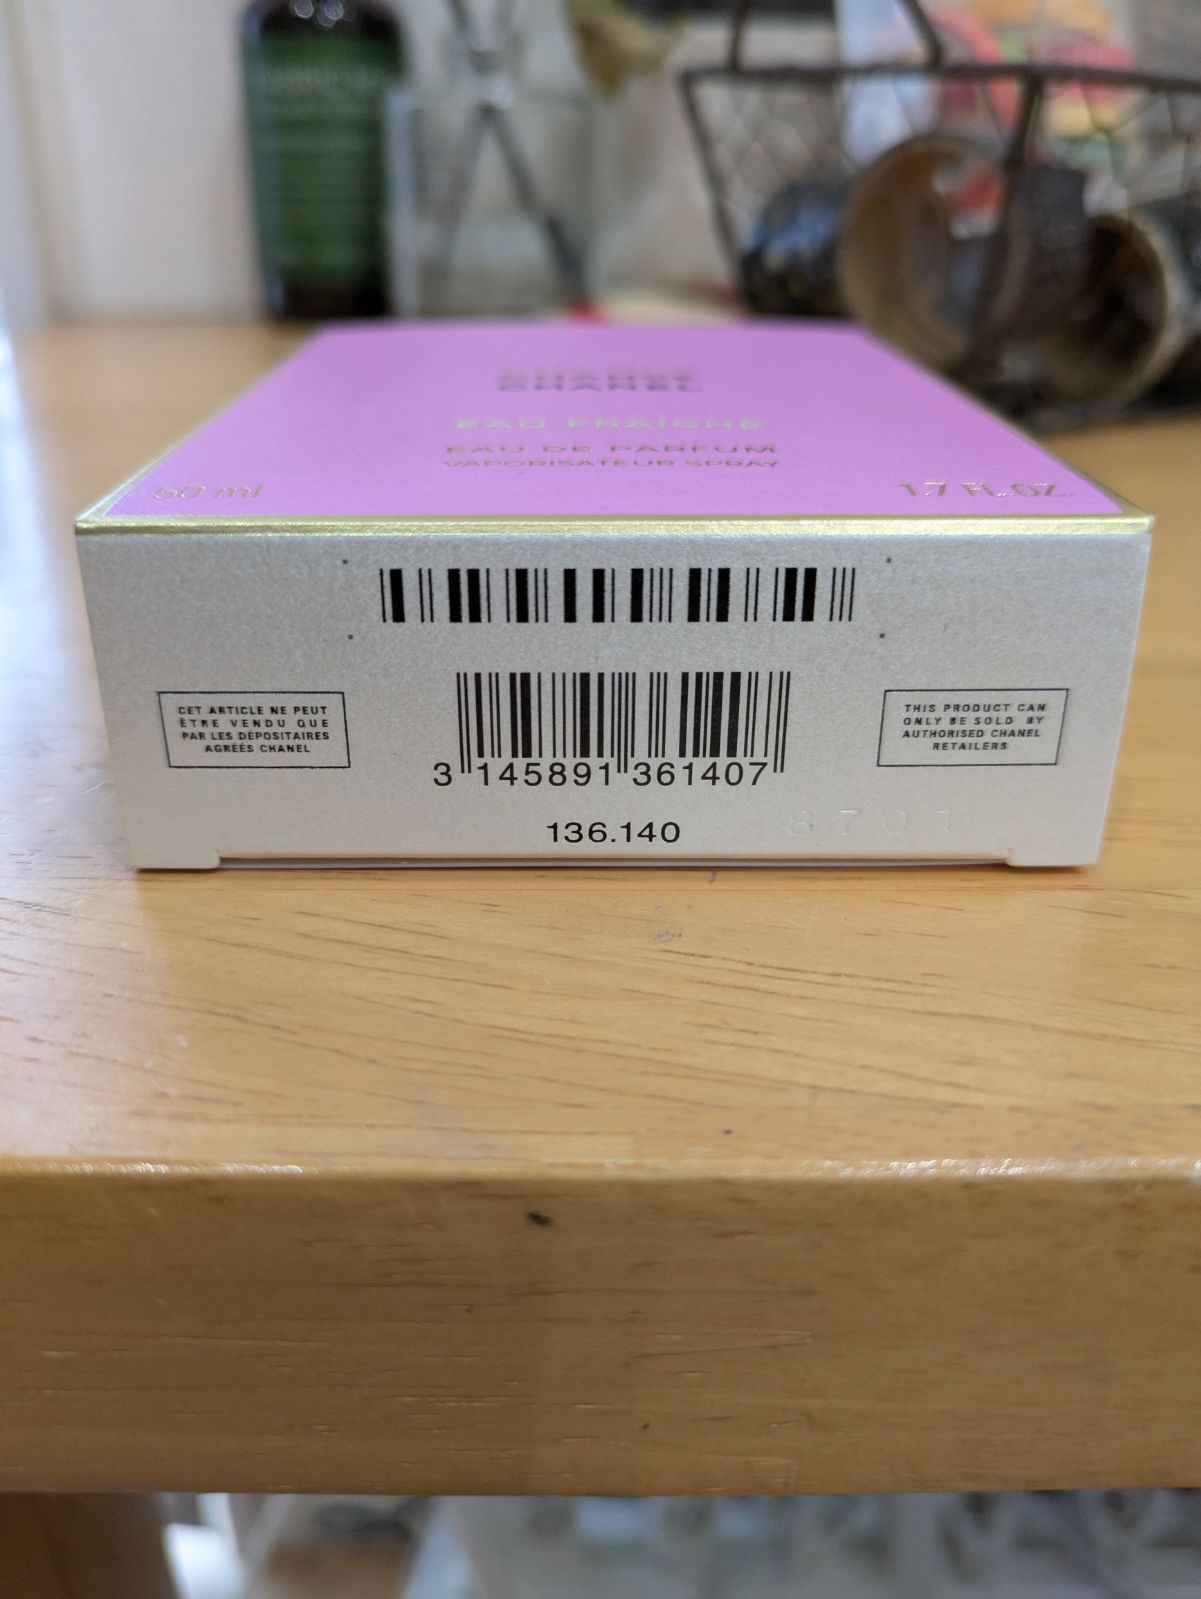 CHANCE
CHANEL
EAU FRAÎCHE
EAU DE PARFUM
VAPORISATEUR SPRAY
50 ml
1.7 FL.OZ.
CET ARTICLE NE PEUT
ÊTRE VENDU QUE
PAR LES DÉPOSITAIRES
AGRÉÉS CHANEL
3 145891 361407
136.140
THIS PRODUCT CAN
ONLY BE SOLD BY
AUTHORISED CHANEL
RETAILERS
8701